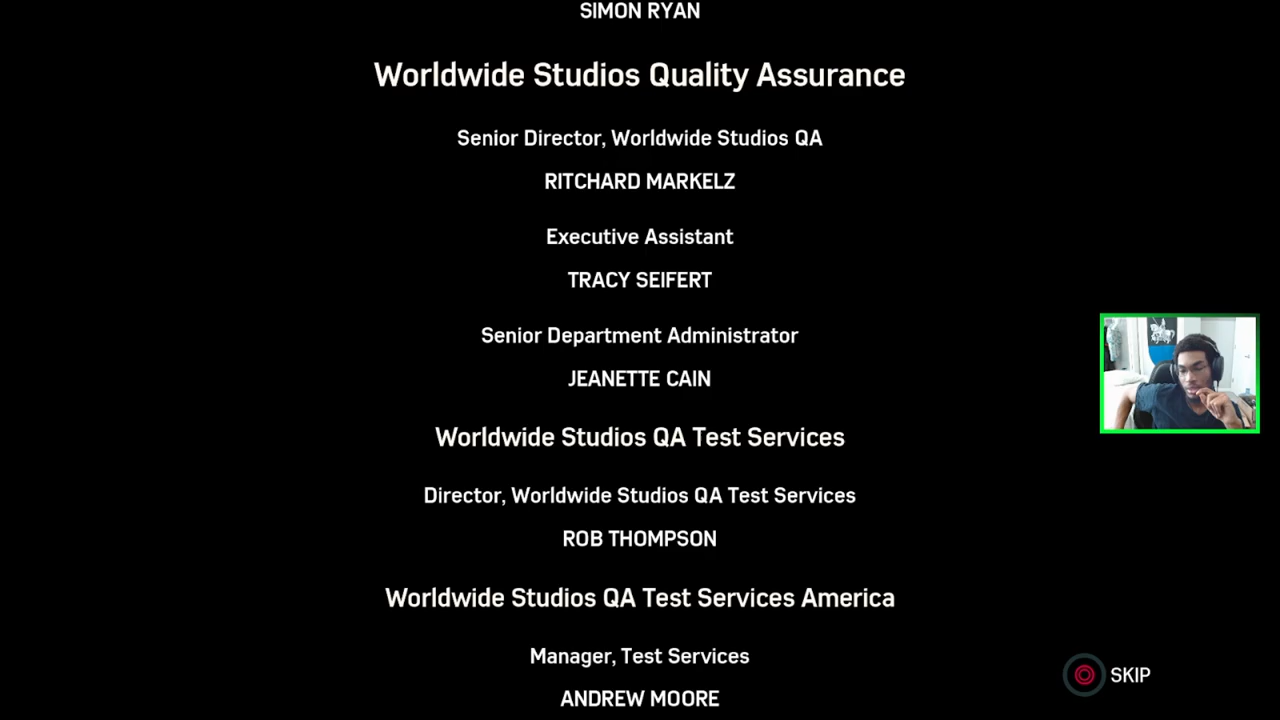 SIMON RYAN
Worldwide Studios Quality Assurance
Senior Director, Worldwide Studios QA
RITCHARD MARKELZ
Executive Assistant
TRACY SEIFERT
Senior Department Administrator
JEANETTE CAIN
Worldwide Studios QA Test Services
Director, Worldwide Studios QA Test Services
ROB THOMPSON
Worldwide Studios QA Test Services America
Manager, Test Services
SKIP
ANDREW MOORE